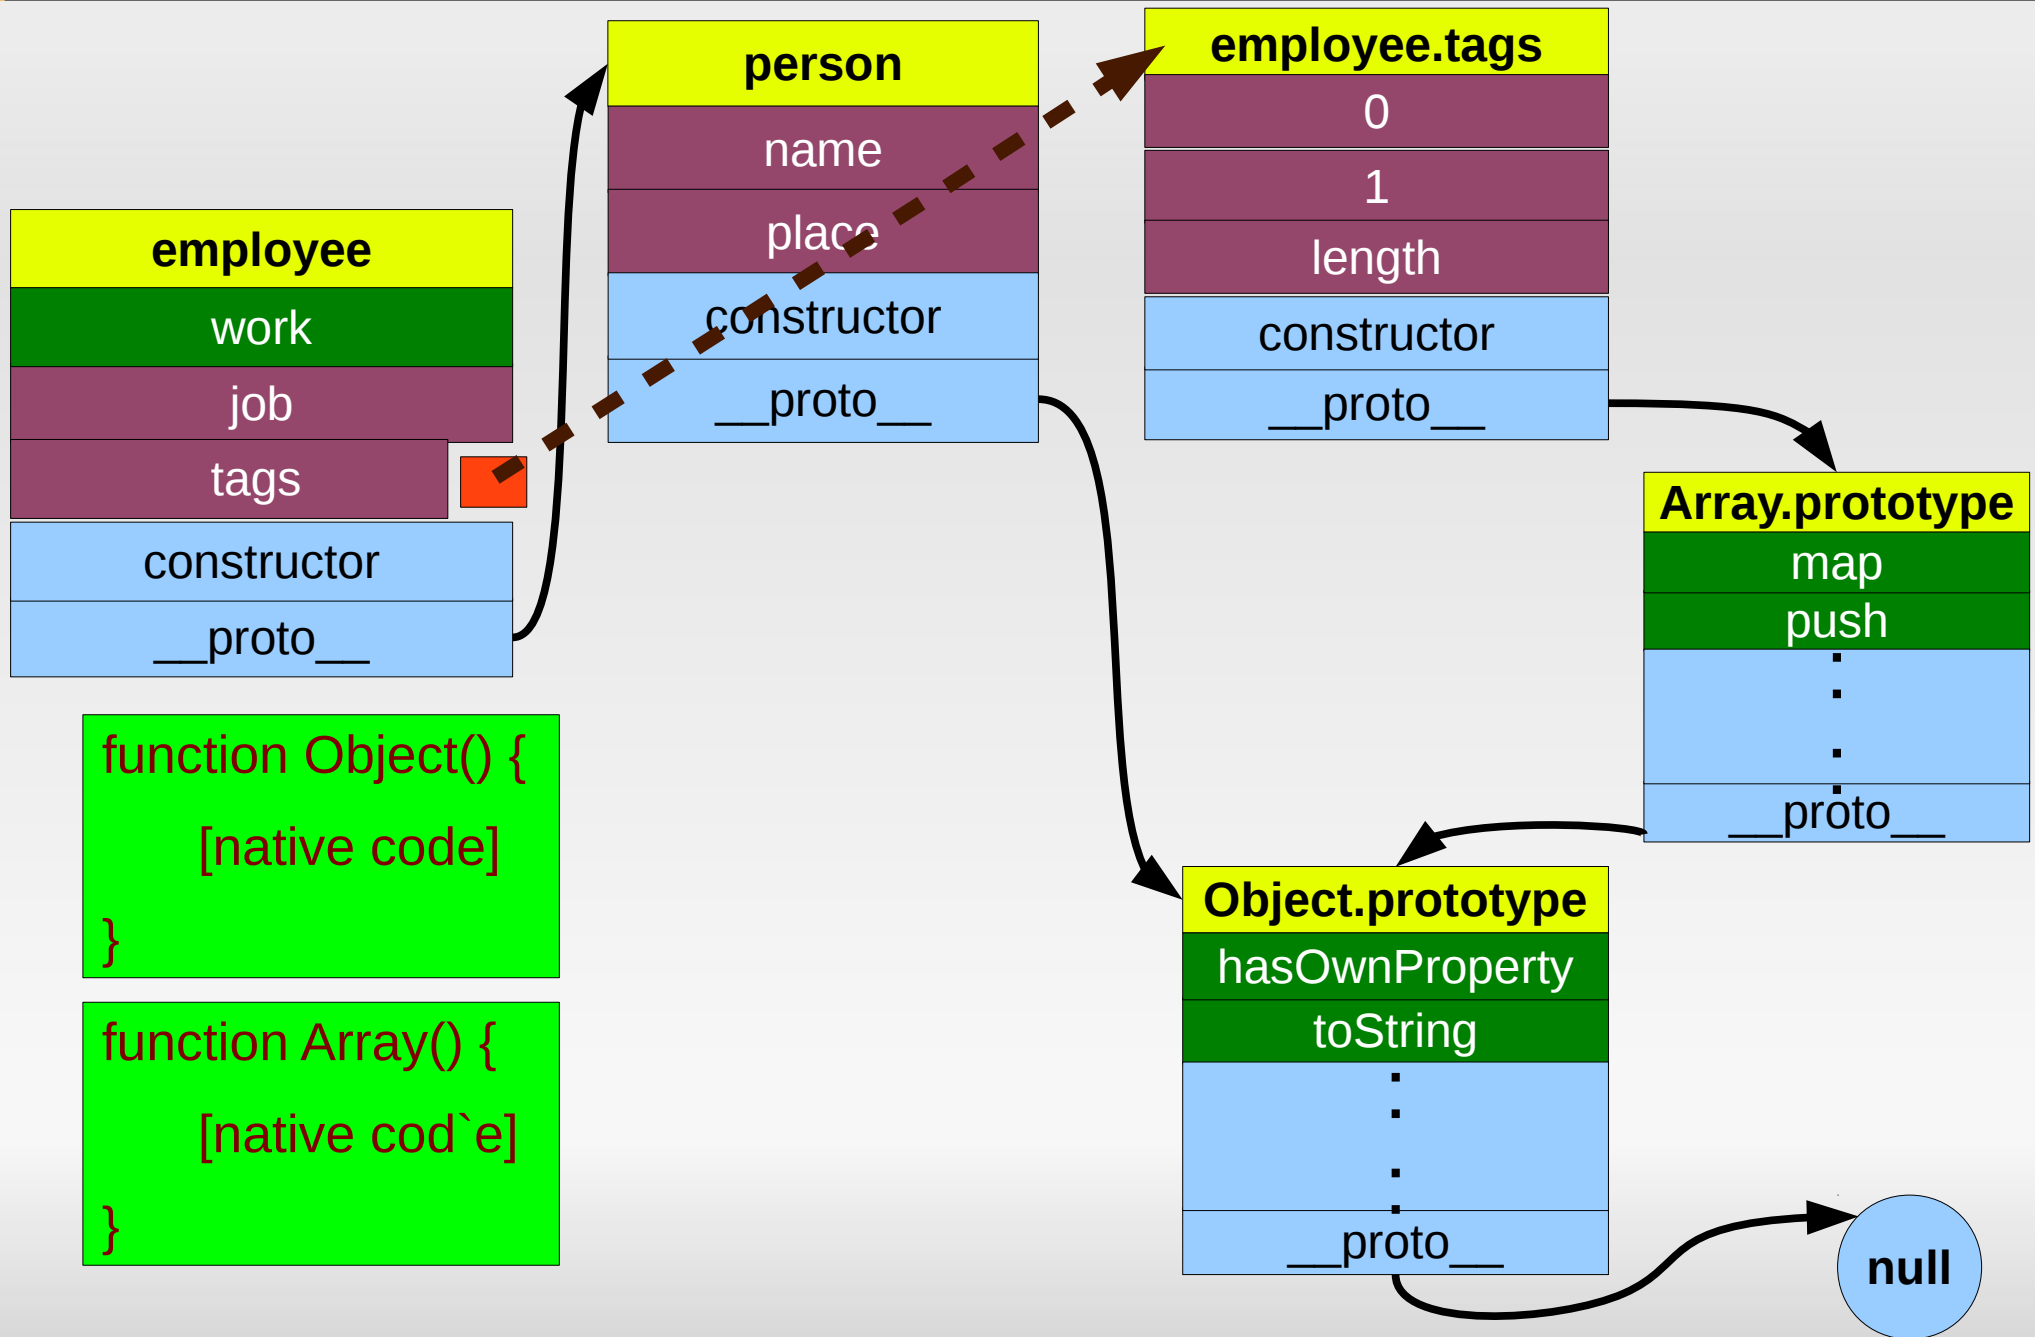 employee
work
job
tags
constructor
__proto__
person
name
place
constructor
__proto__
employee.tags
0
1
length
constructor
__proto__
Array.prototype
map
push
.
.
.
.
__proto__
Object.prototype
hasOwnProperty
toString
.
.
.
.
__proto__
null
function Object() {
[native code]
}
function Array() {
[native cod`e]
}